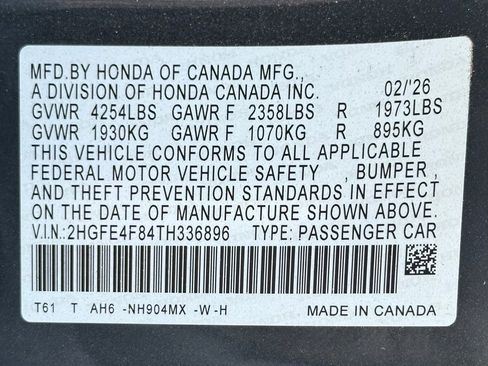 MFD.BY HONDA OF CANADA MFG.,
A DIVISION OF HONDA CANADA INC. 02/'26
GVWR 4254LBS GAWR F 2358LBS R 1973LBS
GVWR 1930KG GAWR F 1070KG R 895KG
THIS VEHICLE CONFORMS TO ALL APPLICABLE
FEDERAL MOTOR VEHICLE SAFETY , BUMPER,
AND THEFT PREVENTION STANDARDS IN EFFECT
ON THE DATE OF MANUFACTURE SHOWN ABOVE.
V.I.N.:2HGFE4F84TH336896 TYPE: PASSENGER CAR
T61 T AH6 -NH904MX -W-H MADE IN CANADA